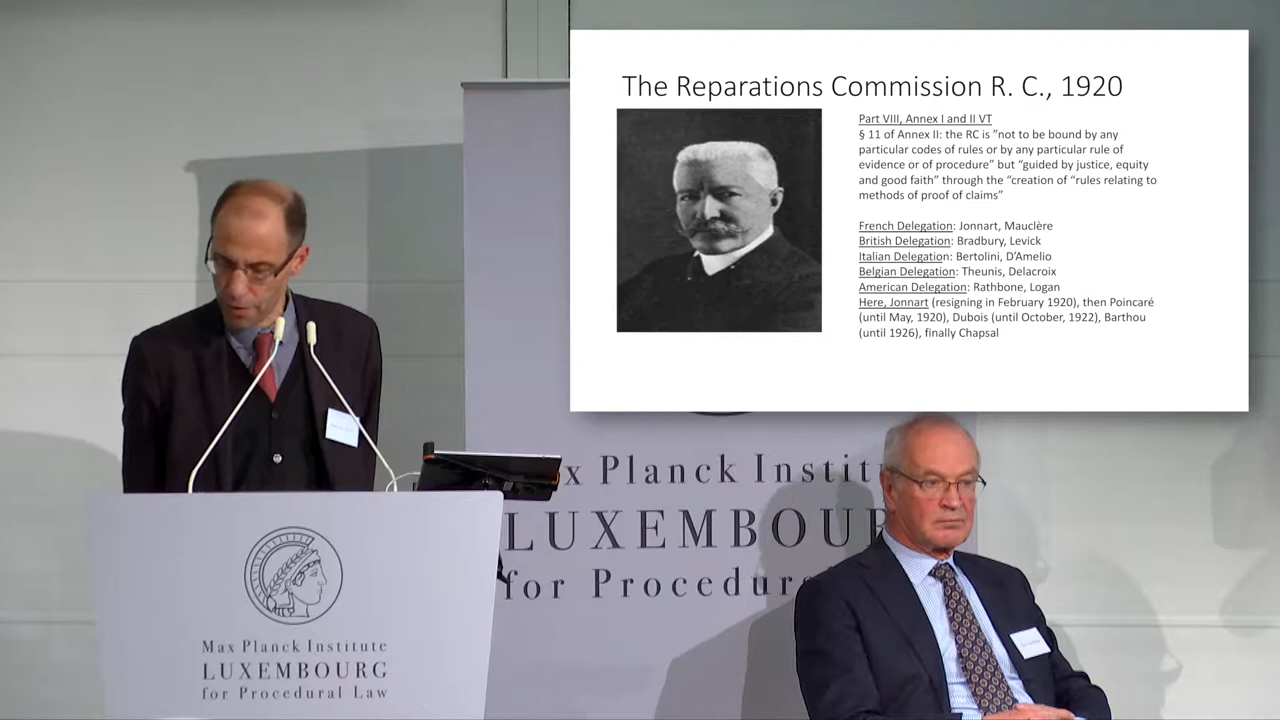 The Reparations Commission R. C., 1920
Part VIII, Annex I and II VT
§ 11 of Annex II: the RC is ”not to be bound by any
particular codes of rules or by any particular rule of
evidence or of procedure” but “guided by justice, equity
and good faith” through the “creation of “rules relating to
methods of proof of claims”
French Delegation: Jonnart, Mauclère
British Delegation: Bradbury, Levick
Italian Delegation: Bertolini, D’Amelio
Belgian Delegation: Theunis, Delacroix
American Delegation: Rathbone, Logan
Here, Jonnart (resigning in February 1920), then Poincaré
(until May, 1920), Dubois (until October, 1922), Barthou
(until 1926), finally Chapsal
x Planck Institu
LUXEMBOUR
for Procedur
Max Planck Institute
LUXEMBOURG
for Procedural Law